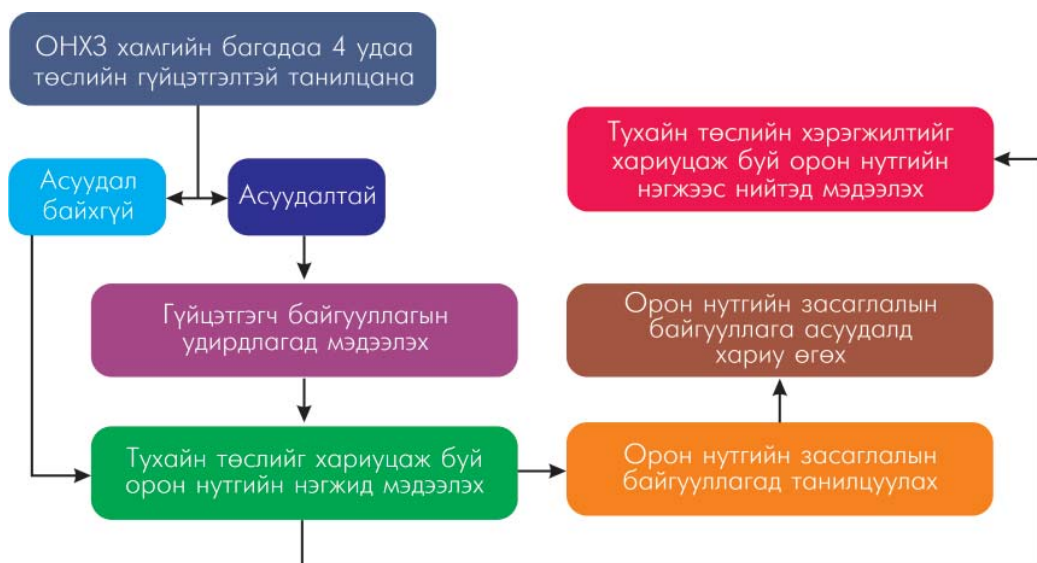 ОНХЗ хамгийн багадаа 4 удаа
төслийн гүйцэтгэлтэй танилцана
Асуудал
байхгүй
Асуудалтай
Гүйцэтгэгч байгууллагын
удирдлагад мэдээлэх
Тухайн төслийг хариуцаж буй
орон нутгийн нэгжид мэдээлэх
Орон нутгийн засаглалын
байгууллагад танилцуулах
Орон нутгийн засаглалын
байгууллага асуудалд
хариу өгөх
Тухайн төслийн хэрэгжилтийг
хариуцаж буй орон нутгийн
нэгжээс нийтэд мэдээлэх